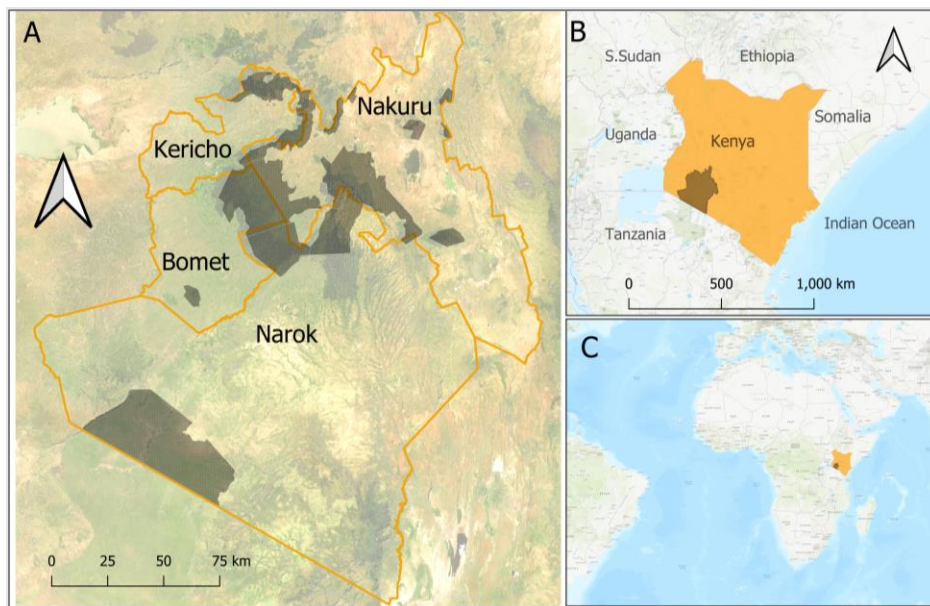 A
Nakuru
Kericho
Bomet
Narok
0 25 50 75 km
B
S.Sudan Ethiopia
Uganda Kenya Somalia
Tanzania Indian Ocean
0 500 1,000 km
C